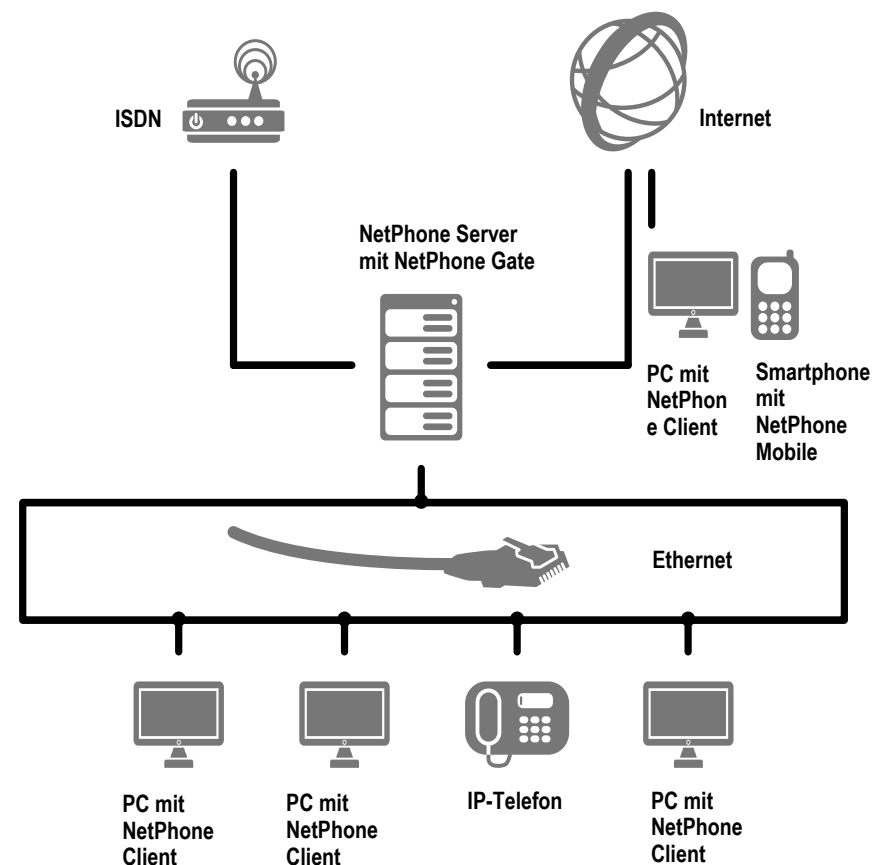 ISDN
Internet
NetPhone Server
mit NetPhone Gate
PC mit
NetPhon
e Client
Smartphone
mit
NetPhone
Mobile
Ethernet
PC mit
NetPhone
Client
PC mit
NetPhone
Client
IP-Telefon
PC mit
NetPhone
Client